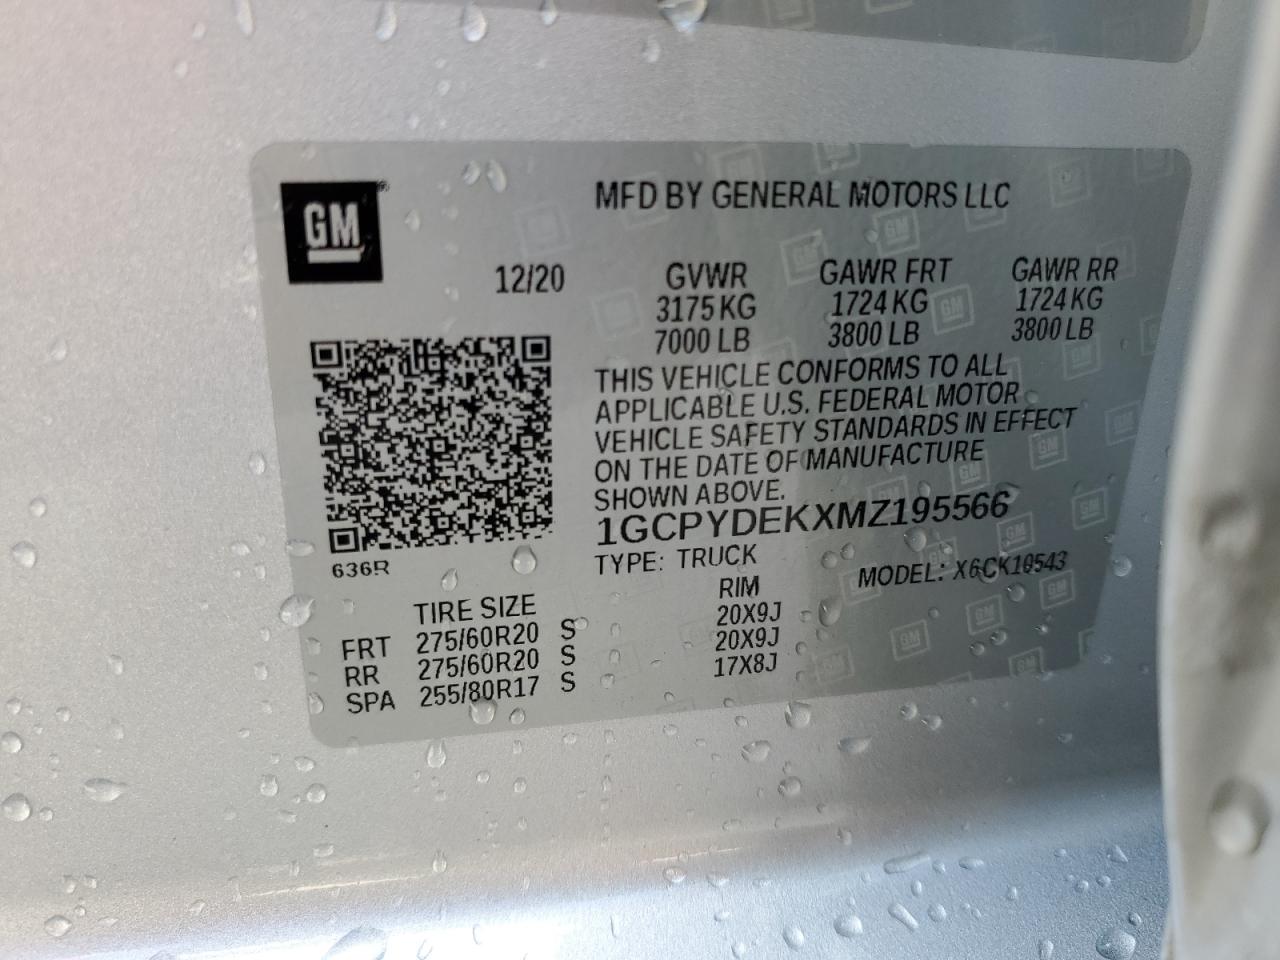 GM®
MFD BY GENERAL MOTORS LLC
12/20
GVWR GAWR FRT GAWR RR
3175 KG 1724 KG 1724 KG
7000 LB 3800 LB 3800 LB
THIS VEHICLE CONFORMS TO ALL
APPLICABLE U.S. FEDERAL MOTOR
VEHICLE SAFETY STANDARDS IN EFFECT
ON THE DATE OF MANUFACTURE
SHOWN ABOVE.
1GCPYDEKXMZ195566
636R
TYPE: TRUCK MODEL: X6CK10543
TIRE SIZE RIM
FRT 275/60R20 S 20X9J
RR 275/60R20 S 20X9J
SPA 255/80R17 S 17X8J